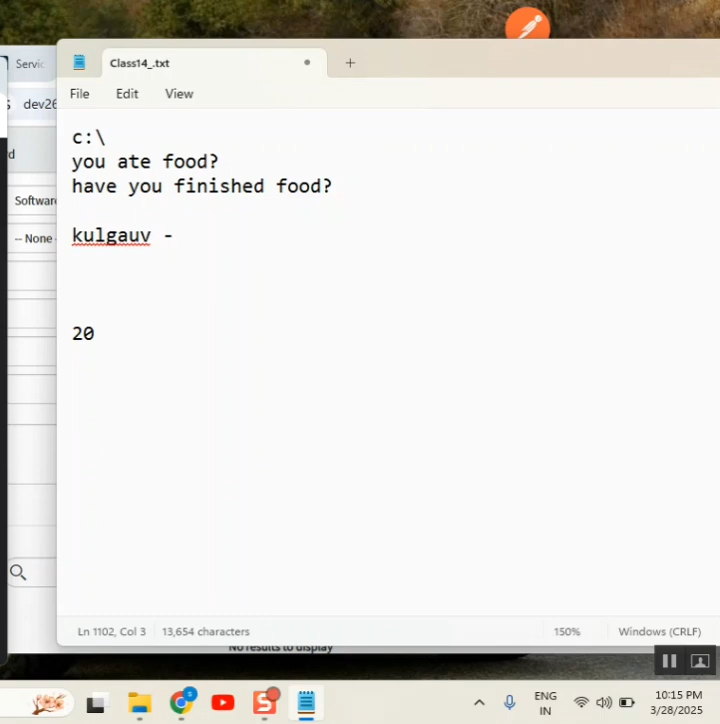 Servic
Class14_.txt
dev26
File Edit View
c:\
you ate food?
have you finished food?
Software
-- None -
kulgauv -
20
Ln 1102, Col 3 13,654 characters 150% Windows (CRLF)
No results to display
ENG
IN
10:15 PM
3/28/2025